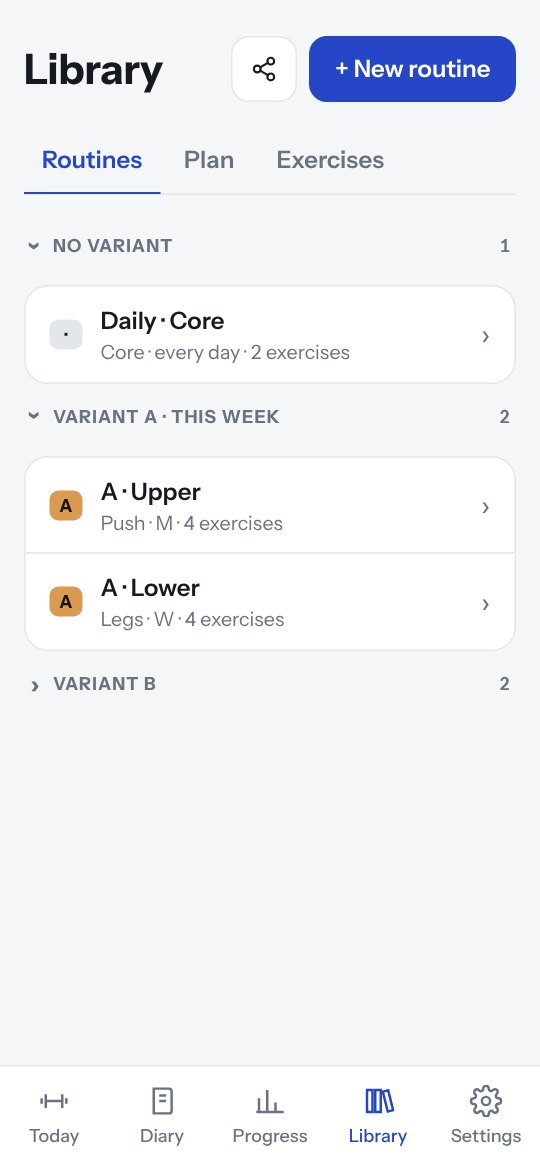 Library
+ New routine
Routines
Plan
Exercises
NO VARIANT
1
·
Daily · Core
Core · every day · 2 exercises
VARIANT A · THIS WEEK
2
A
A · Upper
Push · M · 4 exercises
A
A · Lower
Legs · W · 4 exercises
VARIANT B
2
Today
Diary
Progress
Library
Settings